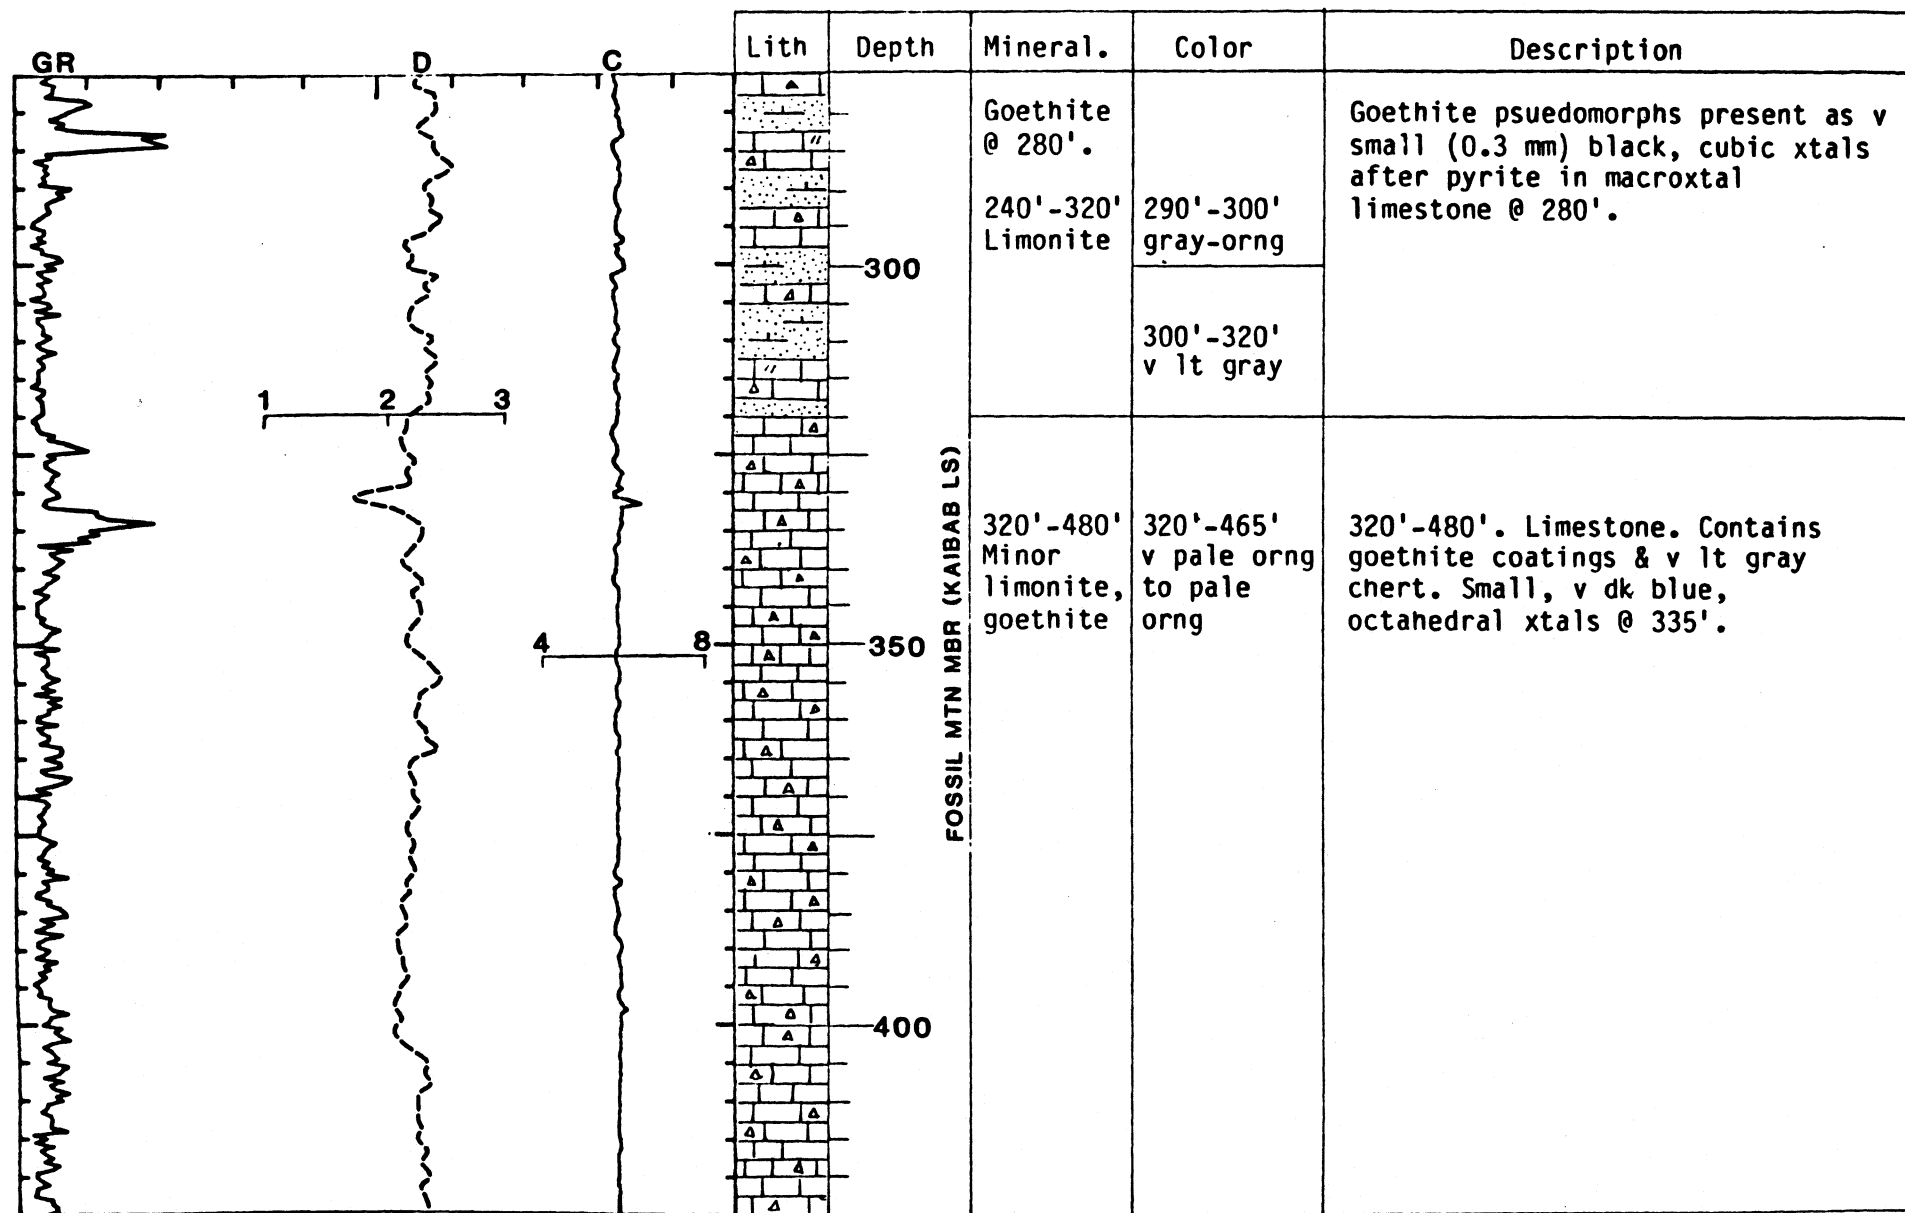 GR D C
Lith Depth Mineral. Color Description
Goethite
@ 280'.
240'-320'
Limonite
290'-300'
gray-orng
300'-320'
v lt gray
Goethite psuedomorphs present as v
small (0.3 mm) black, cubic xtals
after pyrite in macroxtal
limestone @ 280'.
300
1 2 3
4 8
350
400
FOSSIL MTN MBR (KAIBAB LS)
320'-480'
Minor
limonite,
goethite
320'-465'
v pale orng
to pale
orng
320'-480'. Limestone. Contains
goethite coatings & v lt gray
chert. Small, v dk blue,
octahedral xtals @ 335'.